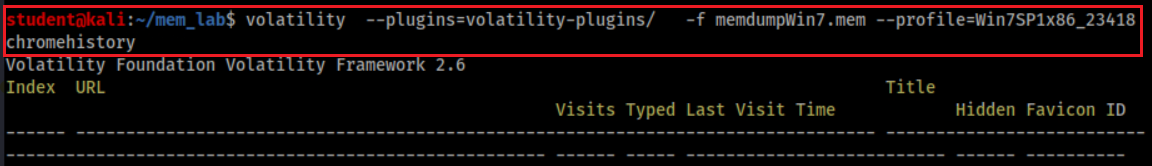 student@kali:~/mem_lab$ volatility  --plugins=volatility-plugins/   -f memdumpWin7.mem --profile=Win7SP1x86_23418
chromehistory
Volatility Foundation Volatility Framework 2.6
Index  URL                                                                              Title
                                                       Visits Typed Last Visit Time            Hidden Favicon ID
------ -------------------------------------------------------------------------------- --------------------------
------------------------------------------------------ ------ ----- -------------------------- ------ ----------